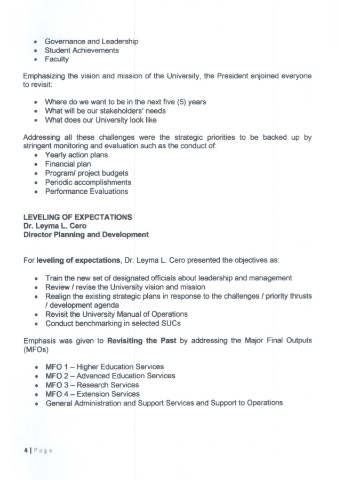 • Governance and Leadership
• Student Achievements
• Faculty
Emphasizing the vision and mission of the University, the President enjoined everyone
to revisit:
• Where do we want to be in the next five (5) years
• What will be our stakeholders' needs
• What does our University look like
Addressing all these challenges were the strategic priorities to be backed up by
stringent monitoring and evaluation such as the conduct of:
• Yearly action plans
• Financial plan
• Program/ project budgets
• Periodic accomplishments
• Performance Evaluations
LEVELING OF EXPECTATIONS
Dr. Leyma L. Cero
Director Planning and Development
For leveling of expectations, Dr. Leyma L. Cero presented the objectives as:
• Train the new set of designated officials about leadership and management
• Review / revise the University vision and mission
• Realign the existing strategic plans in response to the challenges / priority thrusts
/ development agenda
• Revisit the University Manual of Operations
• Conduct benchmarking in selected SUCs
Emphasis was given to Revisiting the Past by addressing the Major Final Outputs
(MFOs)
• MFO 1 – Higher Education Services
• MFO 2 – Advanced Education Services
• MFO 3 – Research Services
• MFO 4 – Extension Services
• General Administration and Support Services and Support to Operations
4 | Page